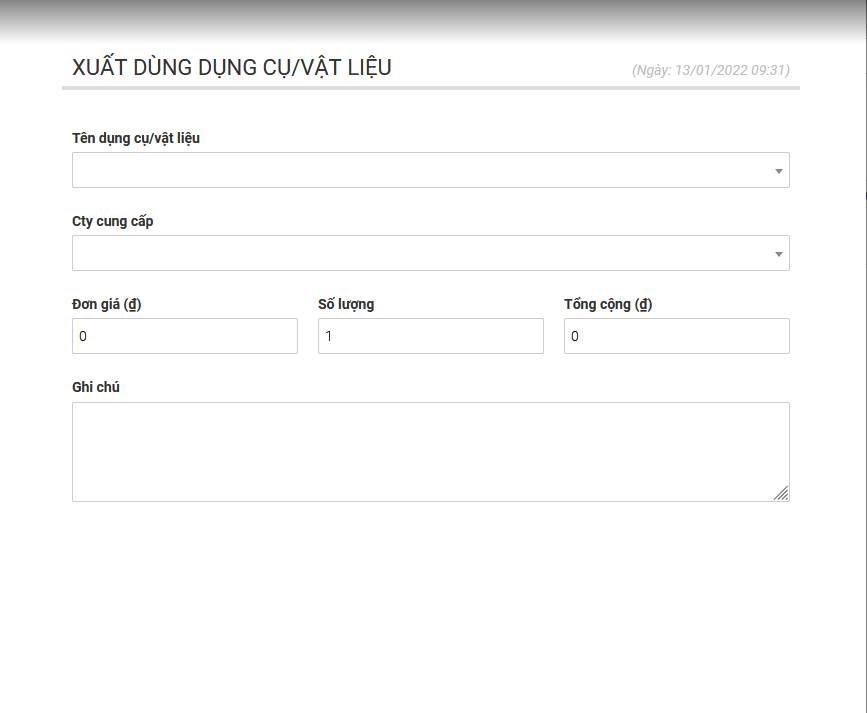 XUẤT DÙNG DỤNG CỤ/VẬT LIỆU (Ngày: 13/01/2022 09:31)
Tên dụng cụ/vật liệu
Cty cung cấp
Đơn giá (₫) Số lượng Tổng cộng (₫)
0 1 0
Ghi chú